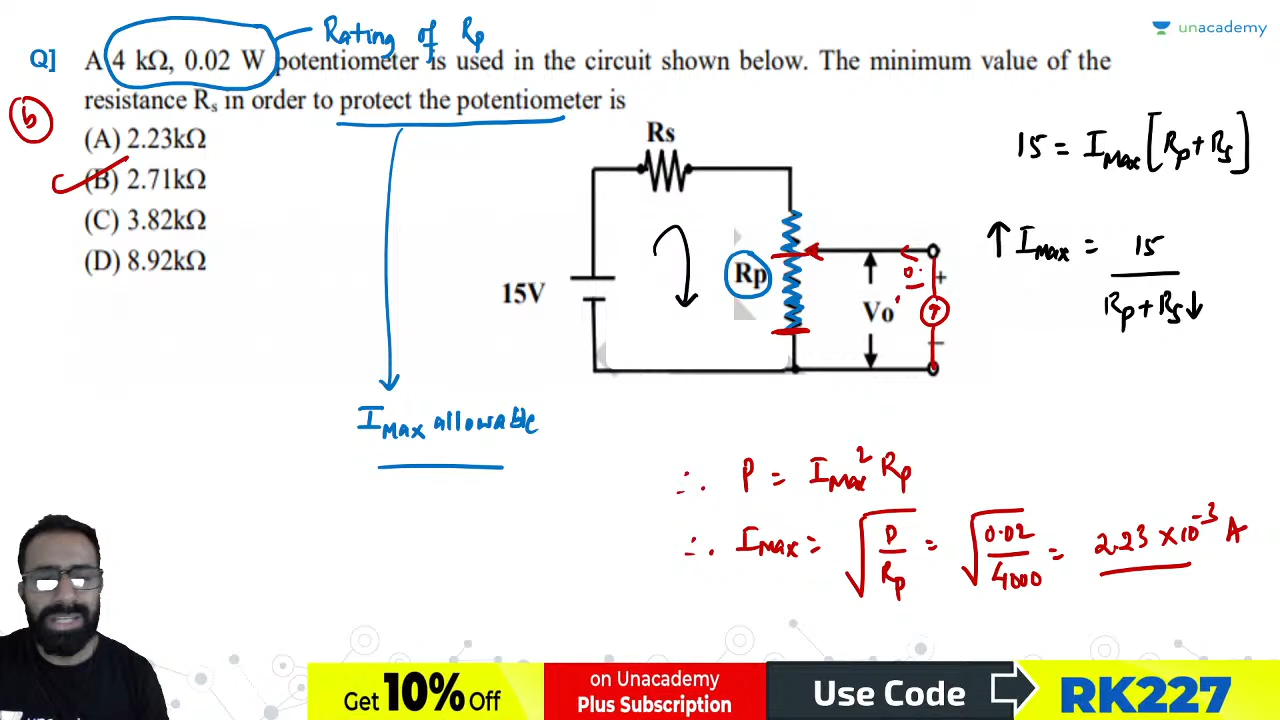 unacademy
Rating of Rp
Q] A 4 kΩ, 0.02 W potentiometer is used in the circuit shown below. The minimum value of the
resistance Rs in order to protect the potentiometer is
b
(A) 2.23kΩ
(B) 2.71kΩ
(C) 3.82kΩ
(D) 8.92kΩ
Rs
Rp
15V
Vo
+
−
15 = IMax [Rp+Rs]
↑ IMax = 15
Rp+Rs↓
IMax allowable
∴ P = IMax² Rp
∴ IMax = √P/Rp = √0.02/4000 = 2.23 × 10⁻³ A
Get 10% Off
on Unacademy
Plus Subscription
Use Code
RK227